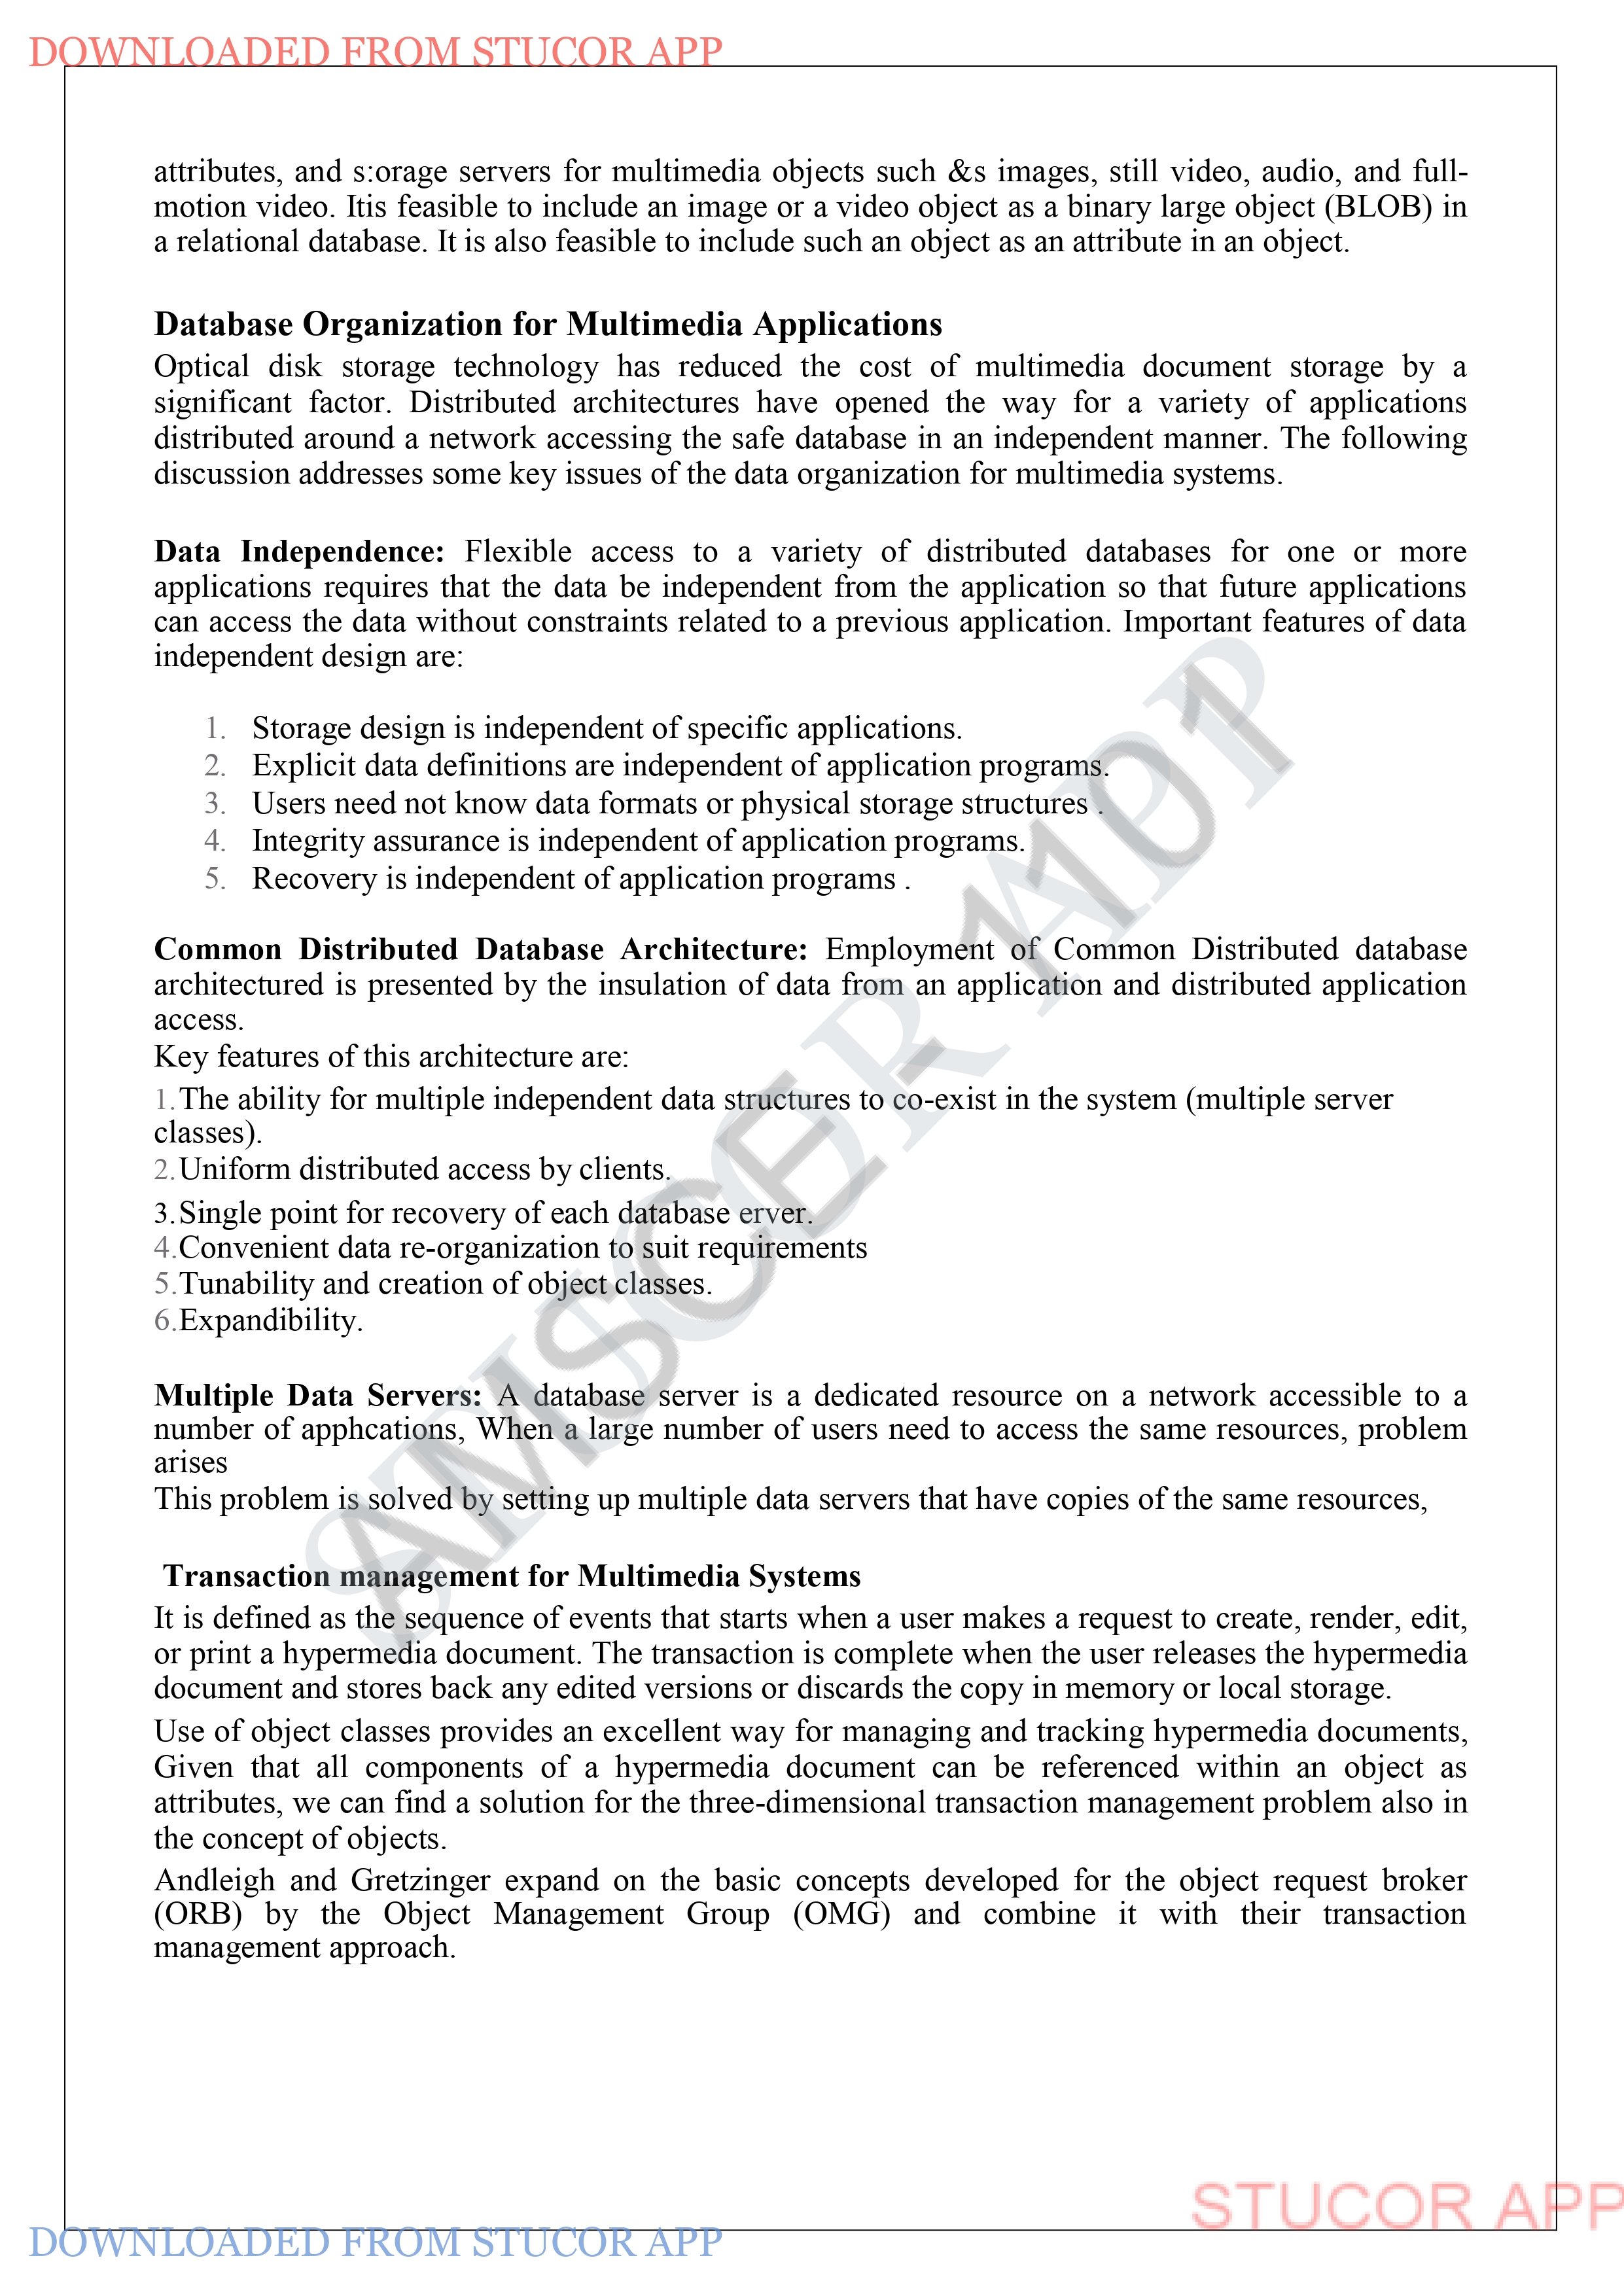 DOWNLOADED FROM STUCOR APP
attributes, and s:orage servers for multimedia objects such &s images, still video, audio, and full-
motion video. Itis feasible to include an image or a video object as a binary large object (BLOB) in
a relational database. It is also feasible to include such an object as an attribute in an object.
Database Organization for Multimedia Applications
Optical disk storage technology has reduced the cost of multimedia document storage by a
significant factor. Distributed architectures have opened the way for a variety of applications
distributed around a network accessing the safe database in an independent manner. The following
discussion addresses some key issues of the data organization for multimedia systems.
Data Independence: Flexible access to a variety of distributed databases for one or more
applications requires that the data be independent from the application so that future applications
can access the data without constraints related to a previous application. Important features of data
independent design are:
1. Storage design is independent of specific applications.
2. Explicit data definitions are independent of application programs.
3. Users need not know data formats or physical storage structures .
4. Integrity assurance is independent of application programs.
5. Recovery is independent of application programs .
Common Distributed Database Architecture: Employment of Common Distributed database
architectured is presented by the insulation of data from an application and distributed application
access.
Key features of this architecture are:
1.The ability for multiple independent data structures to co-exist in the system (multiple server
classes).
2.Uniform distributed access by clients.
3.Single point for recovery of each database erver.
4.Convenient data re-organization to suit requirements
5.Tunability and creation of object classes.
6.Expandibility.
Multiple Data Servers: A database server is a dedicated resource on a network accessible to a
number of apphcations, When a large number of users need to access the same resources, problem
arises
This problem is solved by setting up multiple data servers that have copies of the same resources,
Transaction management for Multimedia Systems
It is defined as the sequence of events that starts when a user makes a request to create, render, edit,
or print a hypermedia document. The transaction is complete when the user releases the hypermedia
document and stores back any edited versions or discards the copy in memory or local storage.
Use of object classes provides an excellent way for managing and tracking hypermedia documents,
Given that all components of a hypermedia document can be referenced within an object as
attributes, we can find a solution for the three-dimensional transaction management problem also in
the concept of objects.
Andleigh and Gretzinger expand on the basic concepts developed for the object request broker
(ORB) by the Object Management Group (OMG) and combine it with their transaction
management approach.
AMSCE- 1101
STUCOR APP
STUCOR APP
DOWNLOADED FROM STUCOR APP